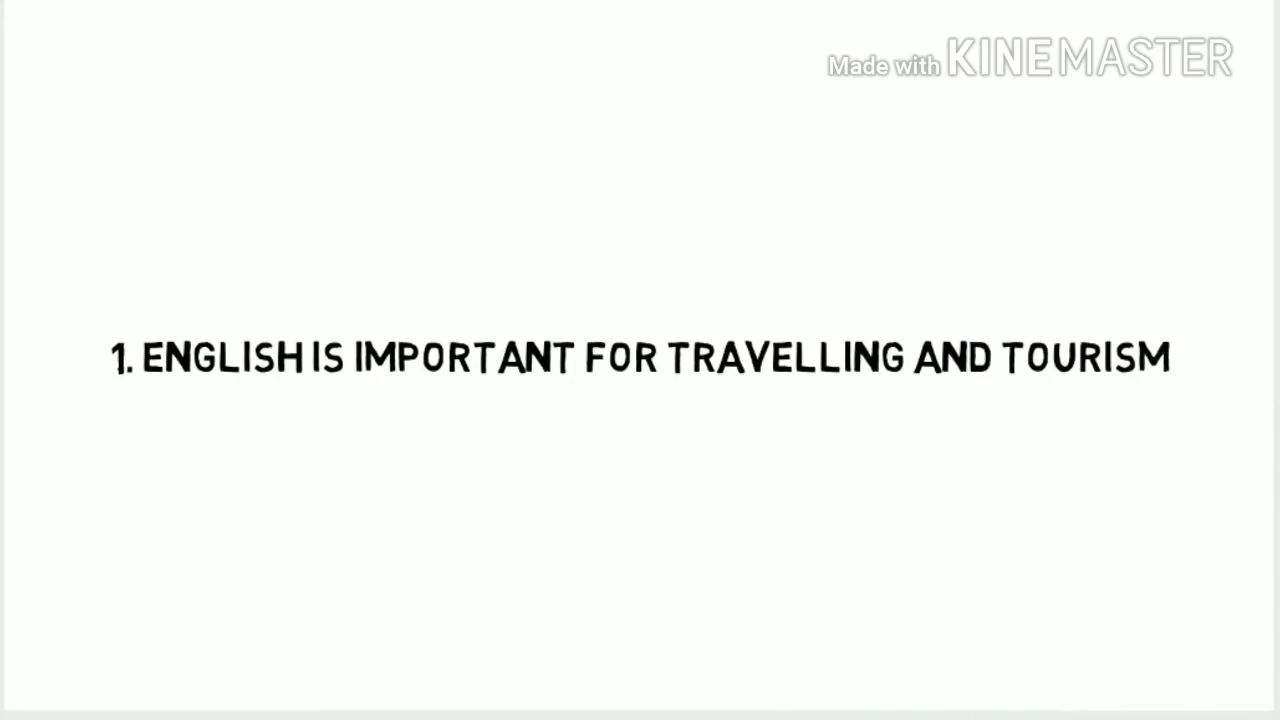 Made with KINEMASTER
1. ENGLISH IS IMPORTANT FOR TRAVELLING AND TOURISM